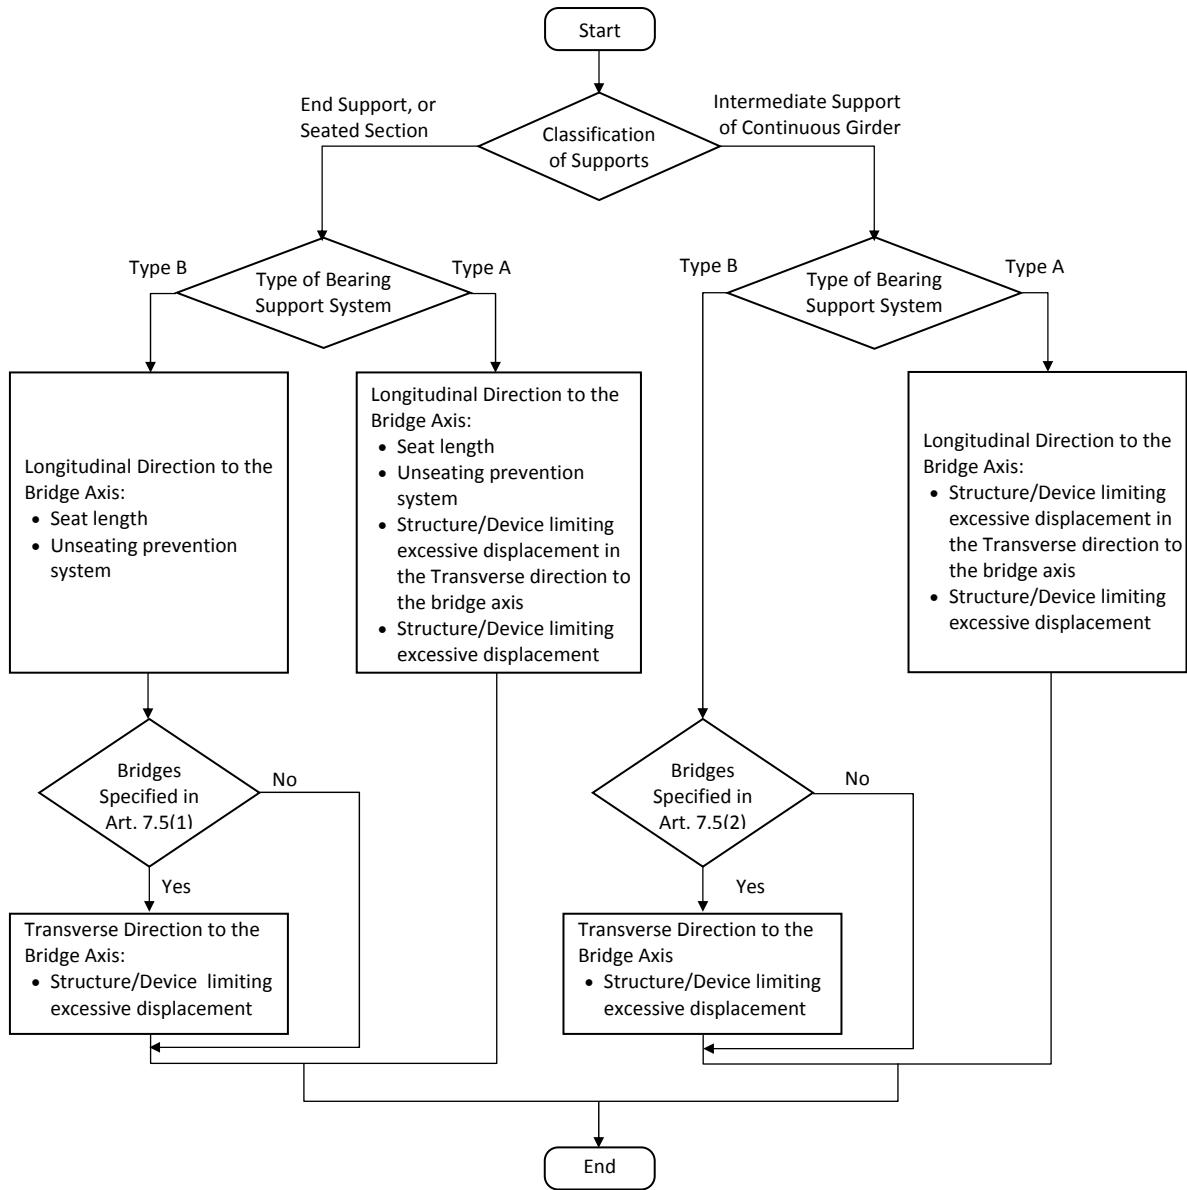 Start
End Support, or
Seated Section
Classification
of Supports
Intermediate Support
of Continuous Girder
Type B
Type of Bearing
Support System
Type A
Type B
Type of Bearing
Support System
Type A
Longitudinal Direction to the
Bridge Axis:
• Seat length
• Unseating prevention
system
Longitudinal Direction to the
Bridge Axis:
• Seat length
• Unseating prevention
system
• Structure/Device limiting
excessive displacement in
the Transverse direction to
the bridge axis
• Structure/Device limiting
excessive displacement
Longitudinal Direction to the
Bridge Axis:
• Structure/Device limiting
excessive displacement in
the Transverse direction to
the bridge axis
• Structure/Device limiting
excessive displacement
Bridges
Specified in
Art. 7.5(1)
No
Yes
Bridges
Specified in
Art. 7.5(2)
No
Yes
Transverse Direction to the
Bridge Axis:
• Structure/Device limiting
excessive displacement
Transverse Direction to the
Bridge Axis
• Structure/Device limiting
excessive displacement
End